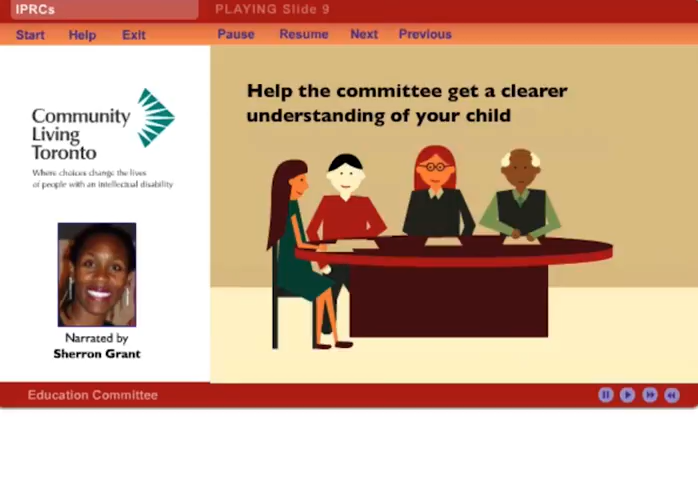 IPRCs
PLAYING Slide 9
Start Help Exit
Pause Resume Next Previous
Help the committee get a clearer
understanding of your child
Community
Living
Toronto
Where choices change the lives
of people with an intellectual disability
Narrated by
Sherron Grant
Education Committee